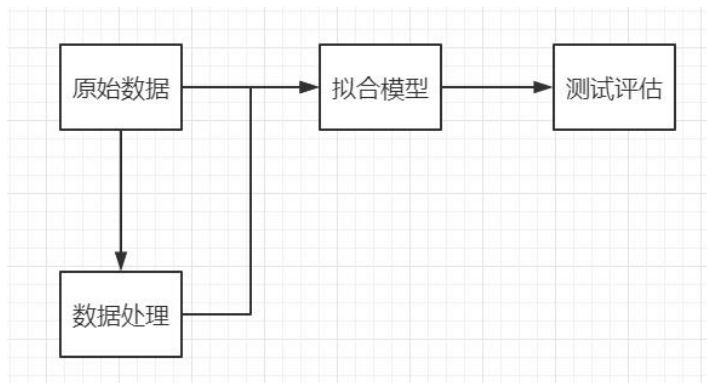 原始数据
拟合模型
测试评估
数据处理